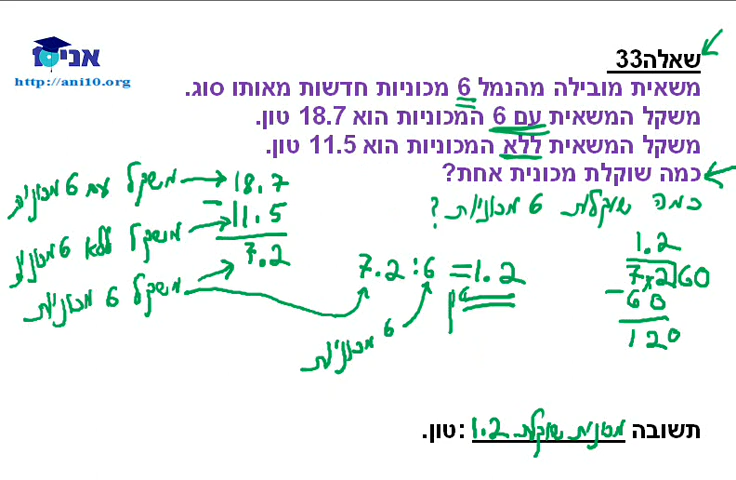 שאלה33
אני10
http://ani10.org
משאית מובילה מהנמל 6 מכוניות חדשות מאותו סוג.
משקל המשאית עם 6 המכוניות הוא 18.7 טון.
משקל המשאית ללא המכוניות הוא 11.5 טון.
כמה שוקלת מכונית אחת?
משקל עם 6 מכוניות
18.7
משקל ללא 6 מכוניות
- 11.5
משקל 6 מכוניות
7.2
כמה שוקלות 6 מכוניות?
7.2:6=1.2
טון
6 מכוניות
1.2
60
- 60
120
תשובה: מכונית שוקלת 1.2 טון.